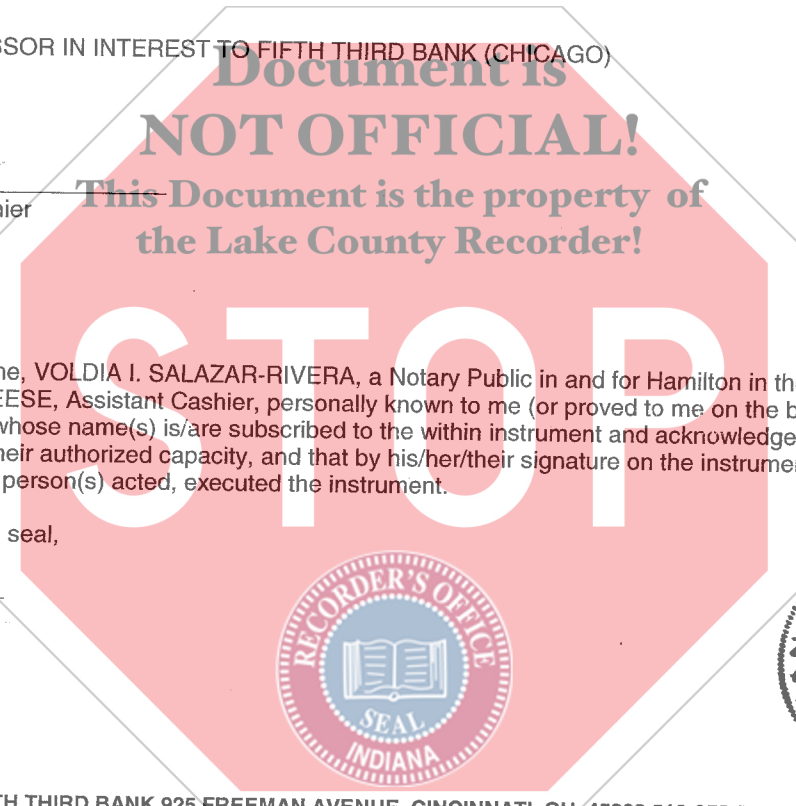 SSOR IN INTEREST TO FIFTH THIRD BANK (CHICAGO)
Document is
NOT OFFICIAL!
This Document is the property of
the Lake County Recorder!
STOP
ne, VOLDIA I. SALAZAR-RIVERA, a Notary Public in and for Hamilton in the
EESE, Assistant Cashier, personally known to me (or proved to me on the b
whose name(s) is/are subscribed to the within instrument and acknowledge
heir authorized capacity, and that by his/her/their signature on the instrume
person(s) acted, executed the instrument.
seal,
RECORDER'S OFFICE
SEAL
INDIANA
TH THIRD BANK 925 FREEMAN AVENUE, CINCINNATI, OH